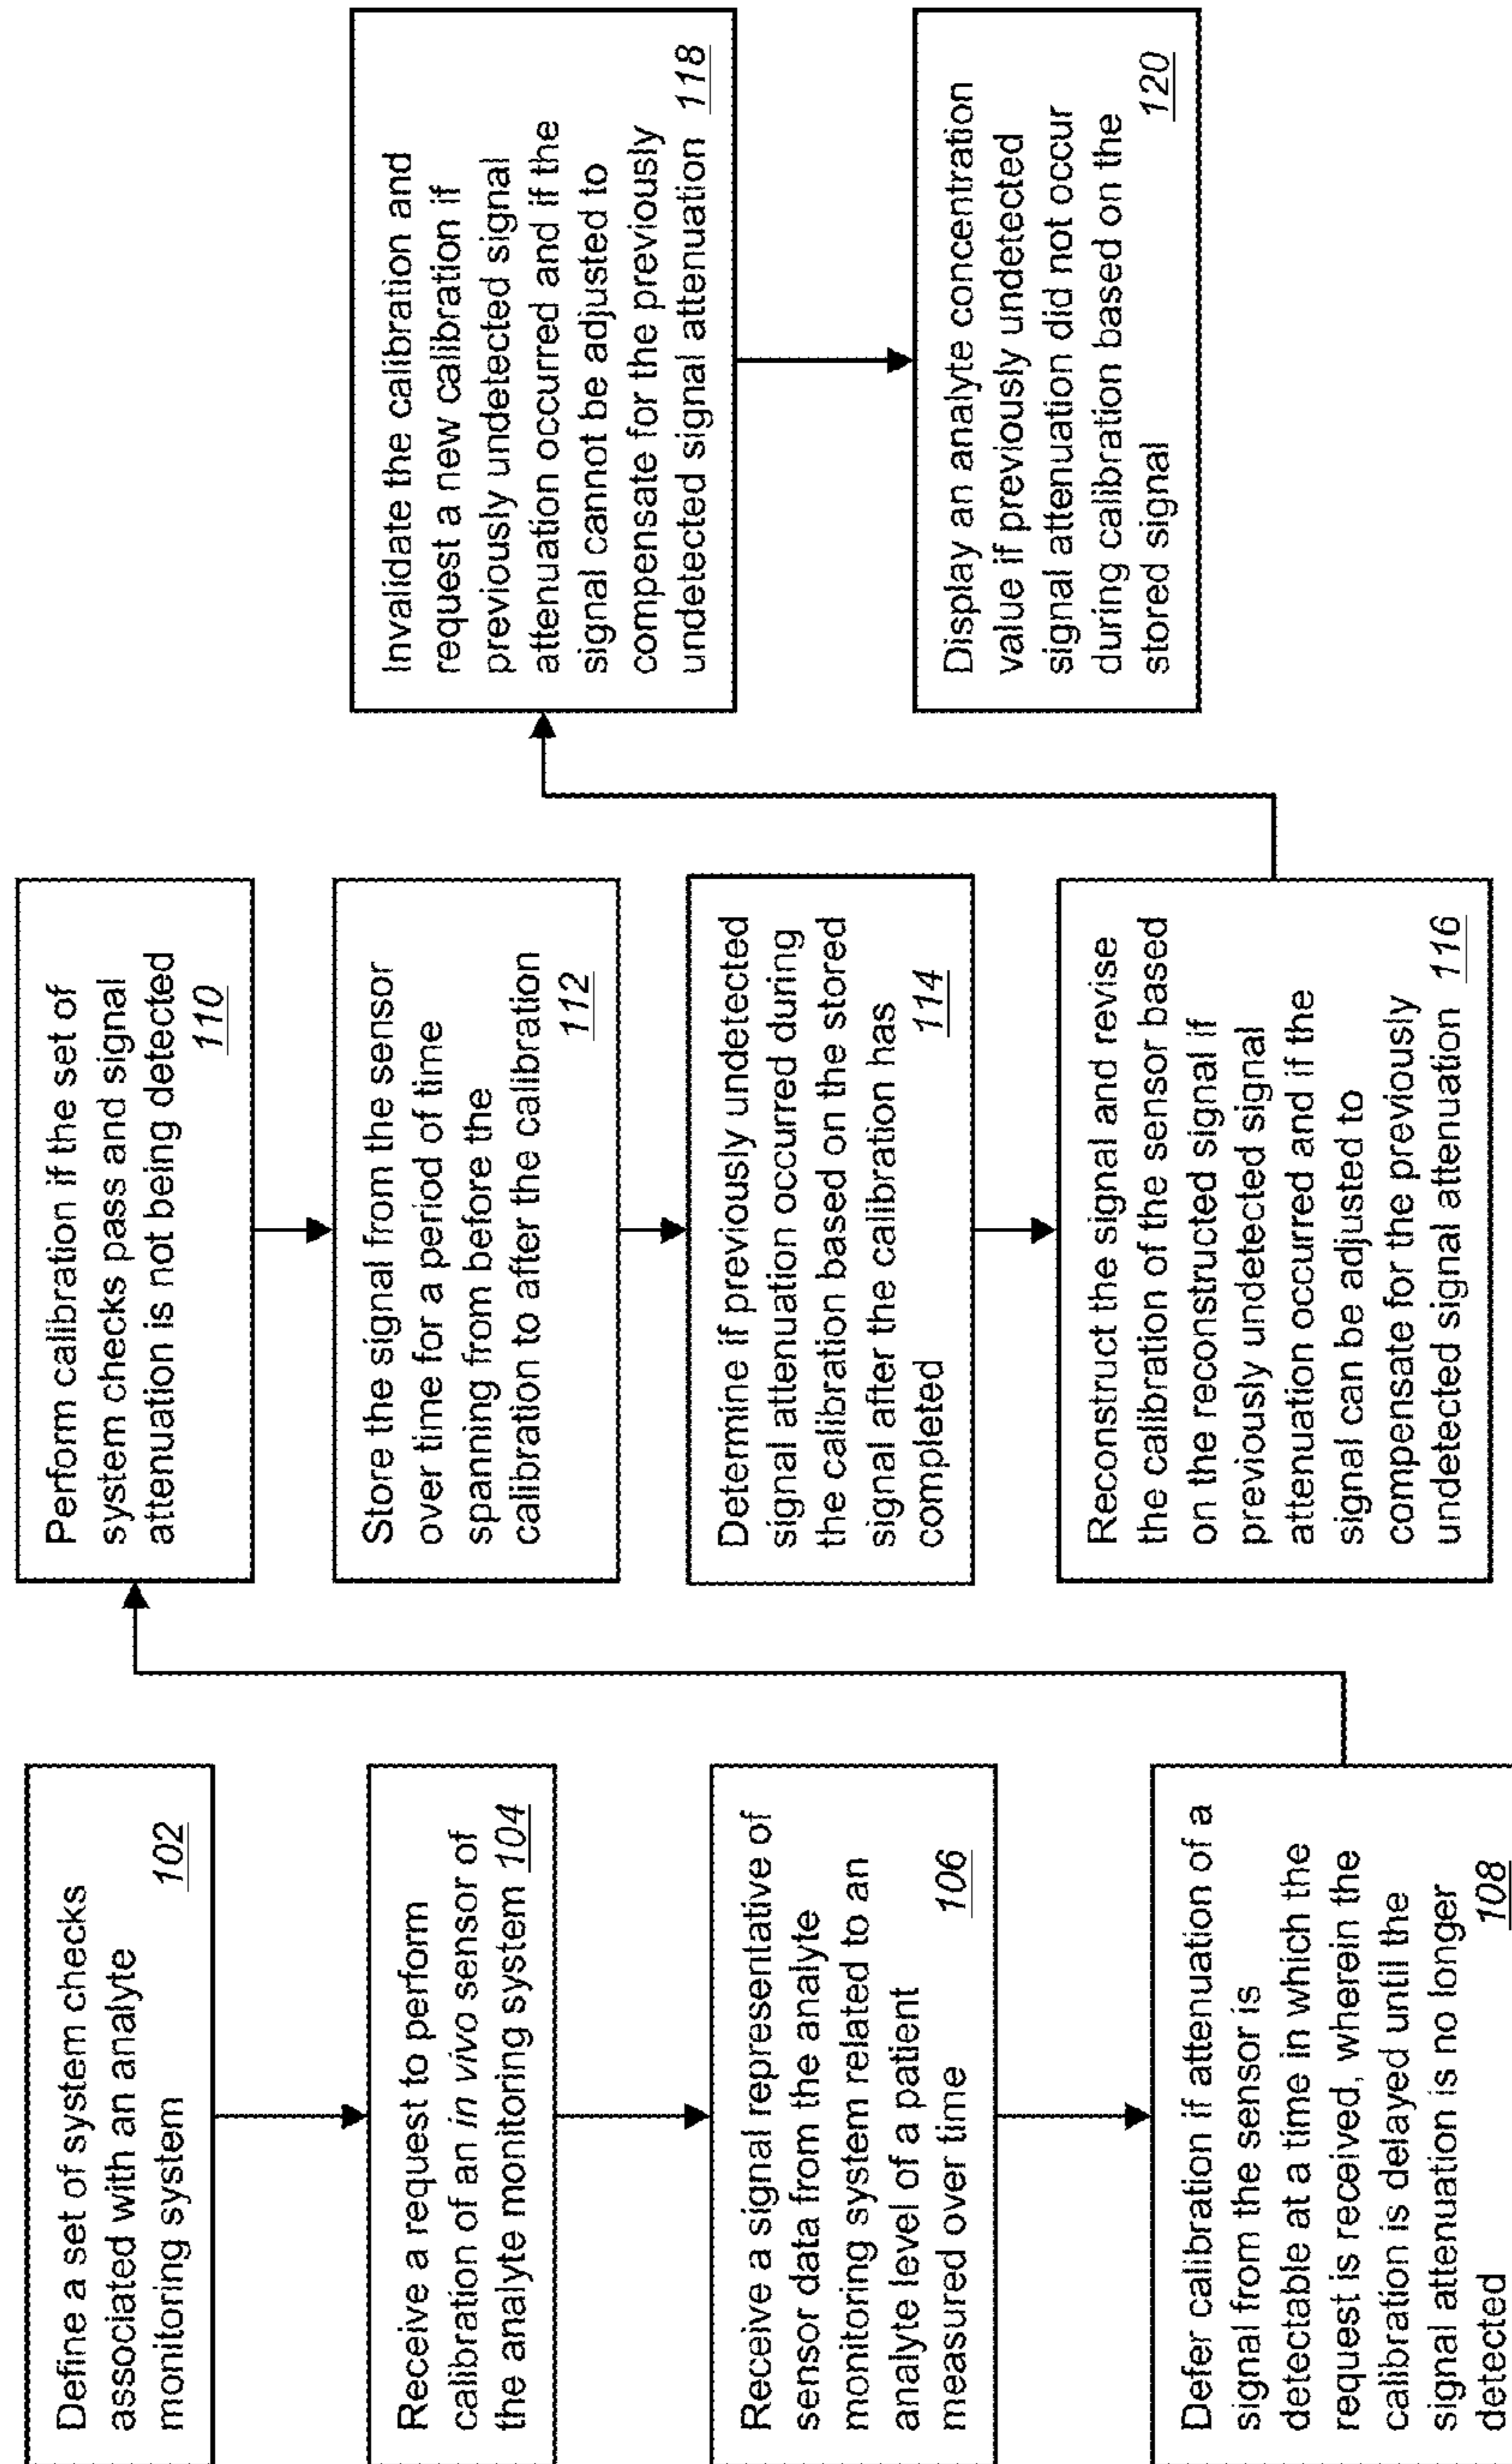 Define a set of system checks
associated with an analyte
monitoring system 102
Receive a request to perform
calibration of an in vivo sensor of
the analyte monitoring system 104
Receive a signal representative of
sensor data from the analyte
monitoring system related to an
analyte level of a patient 106
measured over time
Defer calibration if attenuation of a
signal from the sensor is
detectable at a time in which the
request is received, wherein the
calibration is delayed until the
signal attenuation is no longer
detected 108
Perform calibration if the set of
system checks pass and signal
attenuation is not being detected
110
Store the signal from the sensor
over time for a period of time
spanning from before the
calibration to after the calibration
112
Determine if previously undetected
signal attenuation occurred during
the calibration based on the stored
signal after the calibration has
completed 114
Reconstruct the signal and revise
the calibration of the sensor based
on the reconstructed signal if
previously undetected signal
attenuation occurred and if the
signal can be adjusted to
compensate for the previously
undetected signal attenuation 116
Invalidate the calibration and
request a new calibration if
previously undetected signal
attenuation occurred and if the
signal cannot be adjusted to
compensate for the previously
undetected signal attenuation 118
Display an analyte concentration
value if previously undetected
signal attenuation did not occur
during calibration based on the
stored signal 120